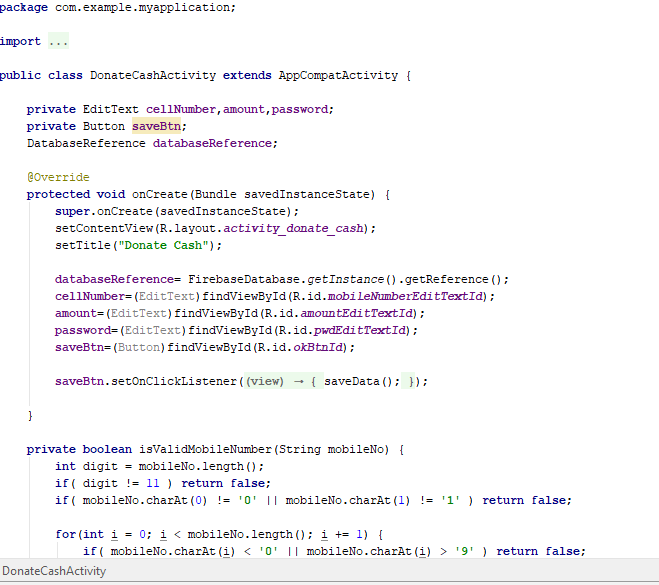 package com.example.myapplication;
import ...
public class DonateCashActivity extends AppCompatActivity {
private EditText cellNumber,amount,password;
private Button saveBtn;
DatabaseReference databaseReference;
@Override
protected void onCreate(Bundle savedInstanceState) {
super.onCreate(savedInstanceState);
setContentView(R.layout.activity_donate_cash);
setTitle("Donate Cash");
databaseReference= FirebaseDatabase.getInstance().getReference();
cellNumber=(EditText)findViewById(R.id.mobileNumberEditTextId);
amount=(EditText)findViewById(R.id.amountEditTextId);
password=(EditText)findViewById(R.id.pwdEditTextId);
saveBtn=(Button)findViewById(R.id.okBtnId);
saveBtn.setOnClickListener((view) → { saveData(); });
}
private boolean isValidMobileNumber(String mobileNo) {
int digit = mobileNo.length();
if( digit != 11 ) return false;
if( mobileNo.charAt(0) != '0' || mobileNo.charAt(1) != '1' ) return false;
for(int i = 0; i < mobileNo.length(); i += 1) {
if( mobileNo.charAt(i) < '0' || mobileNo.charAt(i) > '9' ) return false;
DonateCashActivity